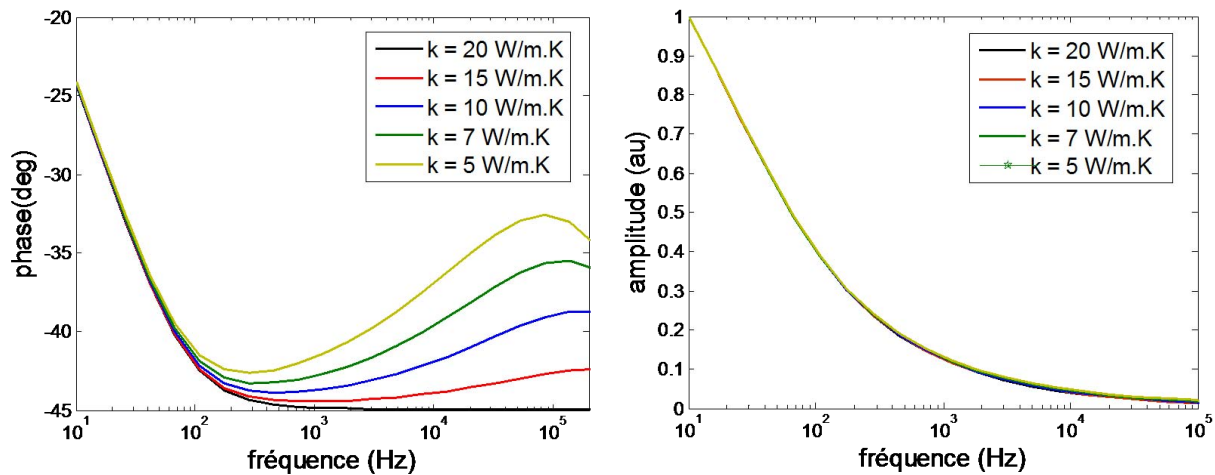 -20
-25
-30
-35
-40
-45
phase(deg)
k = 20 W/m.K
k = 15 W/m.K
k = 10 W/m.K
k = 7 W/m.K
k = 5 W/m.K
10^1
10^2
10^3
10^4
10^5
fréquence (Hz)
1
0.9
0.8
0.7
0.6
0.5
0.4
0.3
0.2
0.1
0
amplitude (au)
k = 20 W/m.K
k = 15 W/m.K
k = 10 W/m.K
k = 7 W/m.K
k = 5 W/m.K
10^1
10^2
10^3
10^4
10^5
fréquence (Hz)